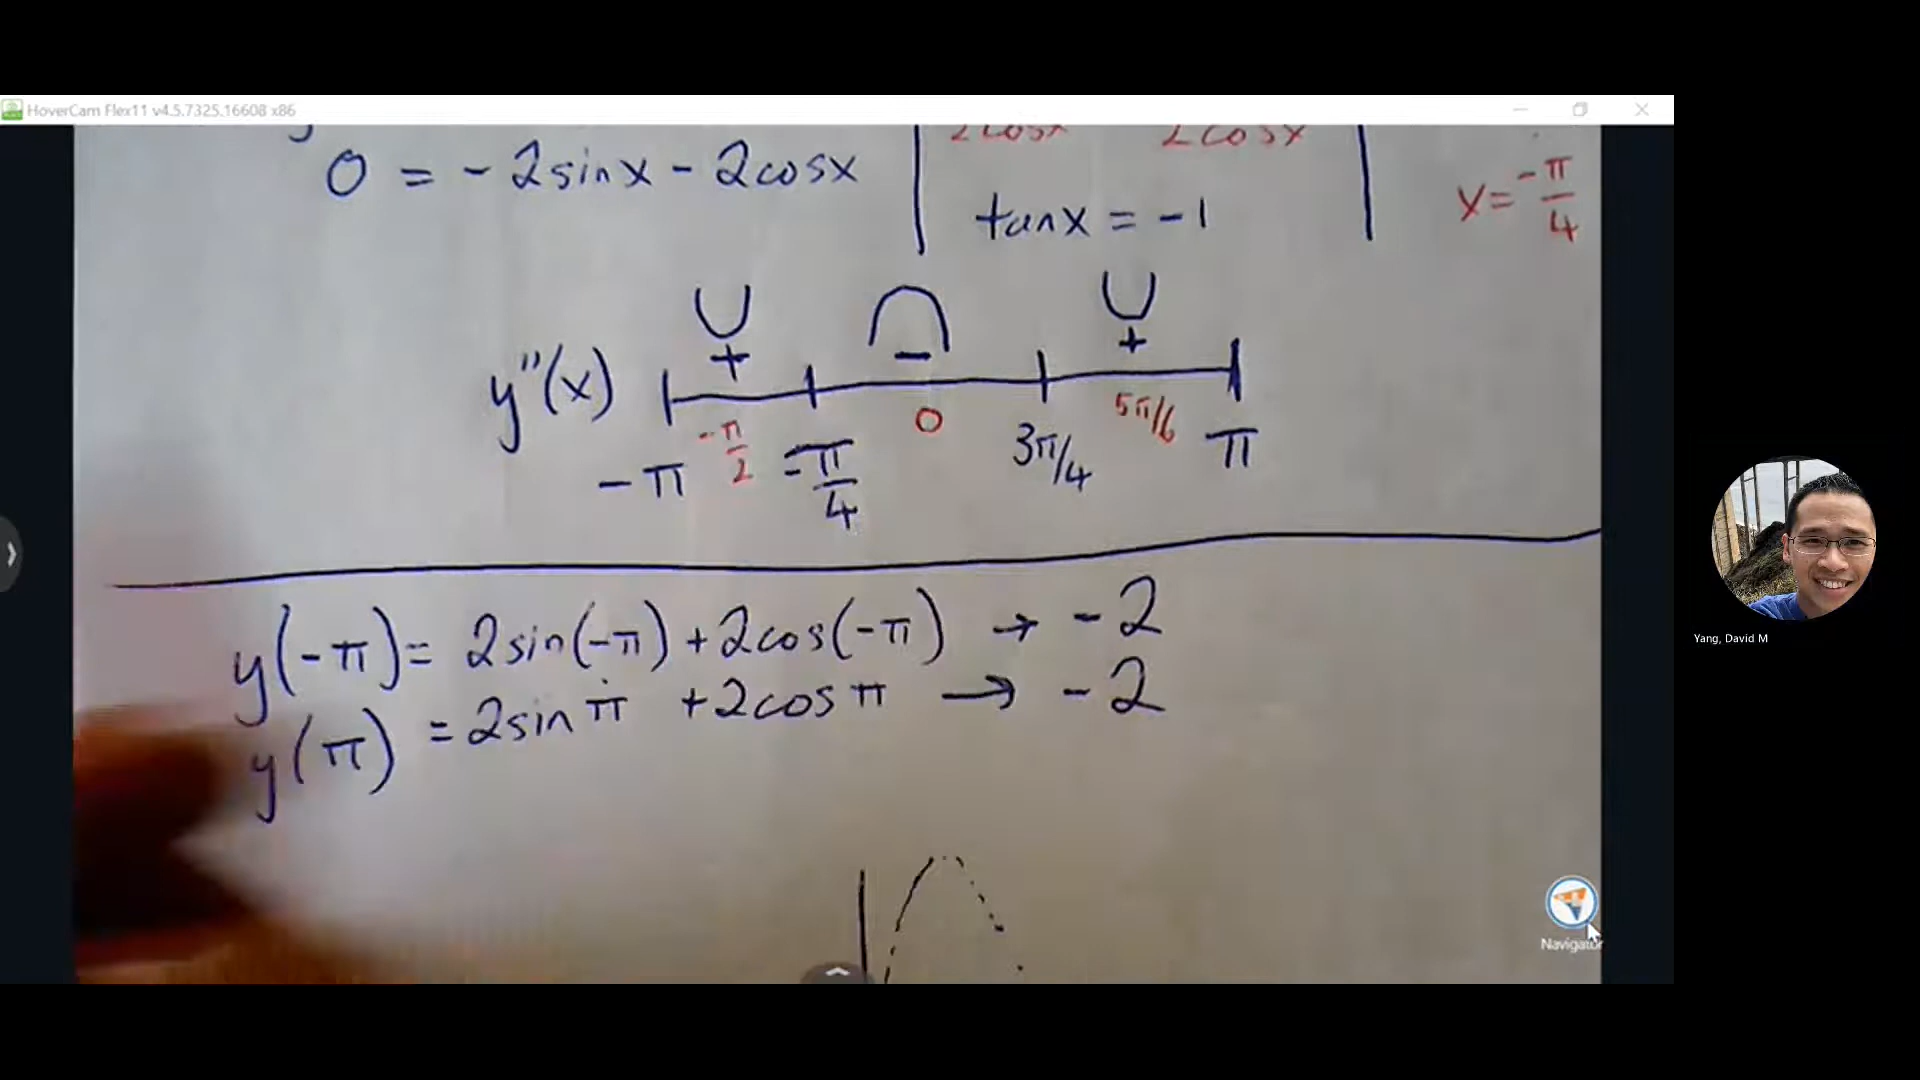 HoverCam Flex11 v4.5.7325.16608 x86
0 = -2sinx - 2cosx
2cosx 2cosx
tanx = -1
x = -π/4
y''(x)
+ − +
-π -π/2 -π/4 0 3π/4 5π/6 π
y(-π) = 2sin(-π) + 2cos(-π) → -2
y(π) = 2sin π + 2cos π → -2
Navigator
Yang, David M